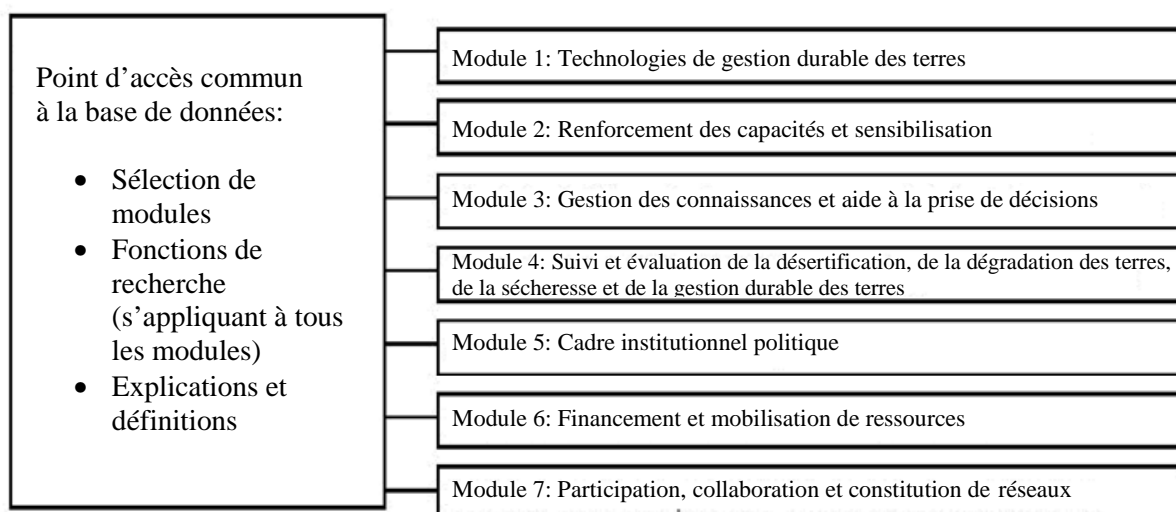 Point d’accès commun
à la base de données:
• Sélection de
modules
• Fonctions de
recherche
(s’appliquant à tous
les modules)
• Explications et
définitions
Module 1: Technologies de gestion durable des terres
Module 2: Renforcement des capacités et sensibilisation
Module 3: Gestion des connaissances et aide à la prise de décisions
Module 4: Suivi et évaluation de la désertification, de la dégradation des terres,
de la sécheresse et de la gestion durable des terres
Module 5: Cadre institutionnel politique
Module 6: Financement et mobilisation de ressources
Module 7: Participation, collaboration et constitution de réseaux